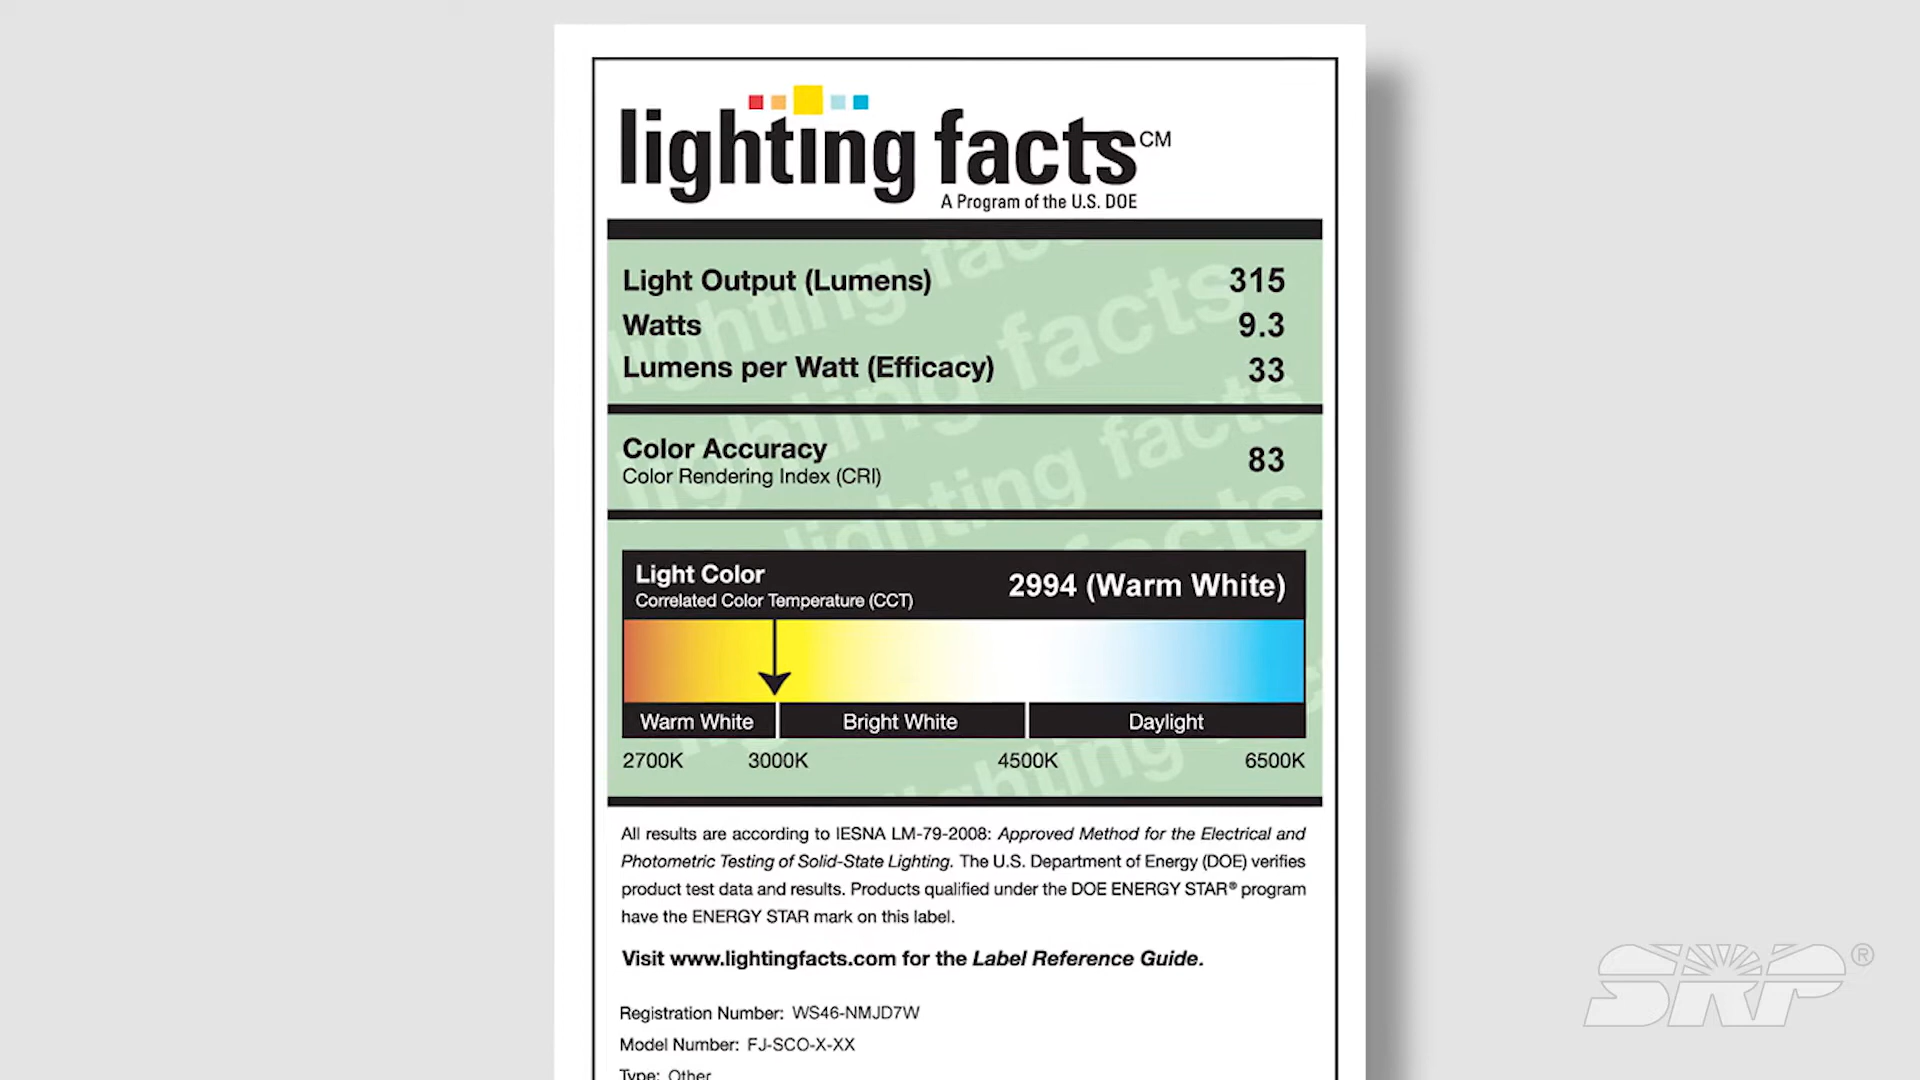 lighting facts CM
A Program of the U.S. DOE
Light Output (Lumens) 315
Watts 9.3
Lumens per Watt (Efficacy) 33
Color Accuracy 83
Color Rendering Index (CRI)
Light Color 2994 (Warm White)
Correlated Color Temperature (CCT)
Warm White Bright White Daylight
2700K 3000K 4500K 6500K
All results are according to IESNA LM-79-2008: Approved Method for the Electrical and
Photometric Testing of Solid-State Lighting. The U.S. Department of Energy (DOE) verifies
product test data and results. Products qualified under the DOE ENERGY STAR® program
have the ENERGY STAR mark on this label.
Visit www.lightingfacts.com for the Label Reference Guide.
Registration Number: WS46-NMJD7W
Model Number: FJ-SCO-X-XX
Type: Other
SRP®